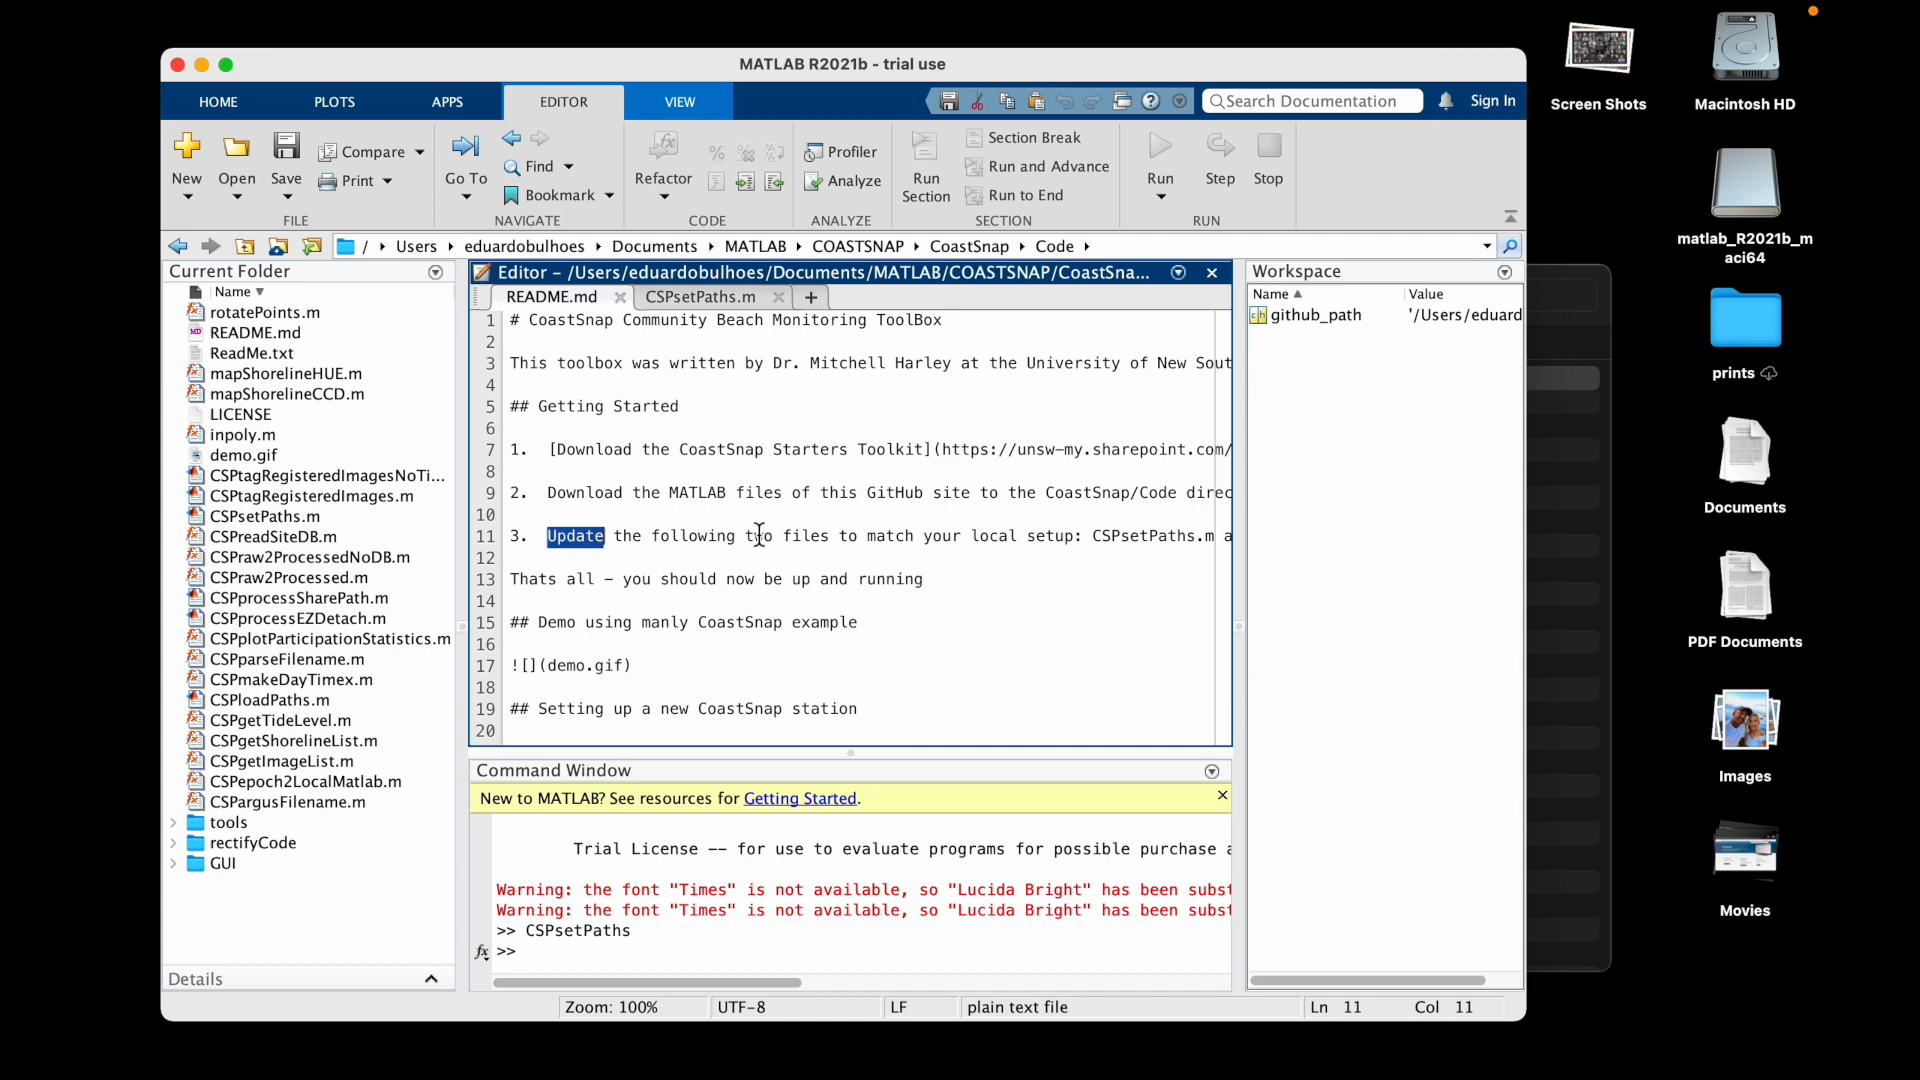 MATLAB R2021b - trial use
HOME
PLOTS
APPS
EDITOR
VIEW
Search Documentation
Sign In
New
Open
Save
Compare
Print
FILE
Go To
Find
Bookmark
NAVIGATE
Refactor
CODE
Profiler
Analyze
ANALYZE
Run
Section
Section Break
Run and Advance
Run to End
SECTION
Run
Step
Stop
RUN
/ Users eduardobulhoes Documents MATLAB COASTSNAP CoastSnap Code
Current Folder
Name
rotatePoints.m
README.md
ReadMe.txt
mapShorelineHUE.m
mapShorelineCCD.m
LICENSE
inpoly.m
demo.gif
CSPtagRegisteredImagesNoTi...
CSPtagRegisteredImages.m
CSPsetPaths.m
CSPreadSiteDB.m
CSPraw2ProcessedNoDB.m
CSPraw2Processed.m
CSPprocessSharePath.m
CSPprocessEZDetach.m
CSPplotParticipationStatistics.m
CSPparseFilename.m
CSPmakeDayTimex.m
CSPloadPaths.m
CSPgetTideLevel.m
CSPgetShorelineList.m
CSPgetImageList.m
CSPepoch2LocalMatlab.m
CSPargusFilename.m
tools
rectifyCode
GUI
Details
Editor – /Users/eduardobulhoes/Documents/MATLAB/COASTSNAP/CoastSna...
README.md
CSPsetPaths.m
1 # CoastSnap Community Beach Monitoring ToolBox
2
3 This toolbox was written by Dr. Mitchell Harley at the University of New Sout
4
5 ## Getting Started
6
7 1. [Download the CoastSnap Starters Toolkit](https://unsw-my.sharepoint.com/
8
9 2. Download the MATLAB files of this GitHub site to the CoastSnap/Code direc
10
11 3. Update the following two files to match your local setup: CSPsetPaths.m a
12
13 Thats all – you should now be up and running
14
15 ## Demo using manly CoastSnap example
16
17 ![](demo.gif)
18
19 ## Setting up a new CoastSnap station
20
Command Window
New to MATLAB? See resources for Getting Started.
Trial License -- for use to evaluate programs for possible purchase a
Warning: the font "Times" is not available, so "Lucida Bright" has been subst
Warning: the font "Times" is not available, so "Lucida Bright" has been subst
>> CSPsetPaths
fx >>
Workspace
Name Value
ch github_path '/Users/eduard
Zoom: 100%
UTF-8
LF
plain text file
Ln 11
Col 11
Screen Shots
Macintosh HD
matlab_R2021b_m
aci64
prints
Documents
PDF Documents
Images
Movies